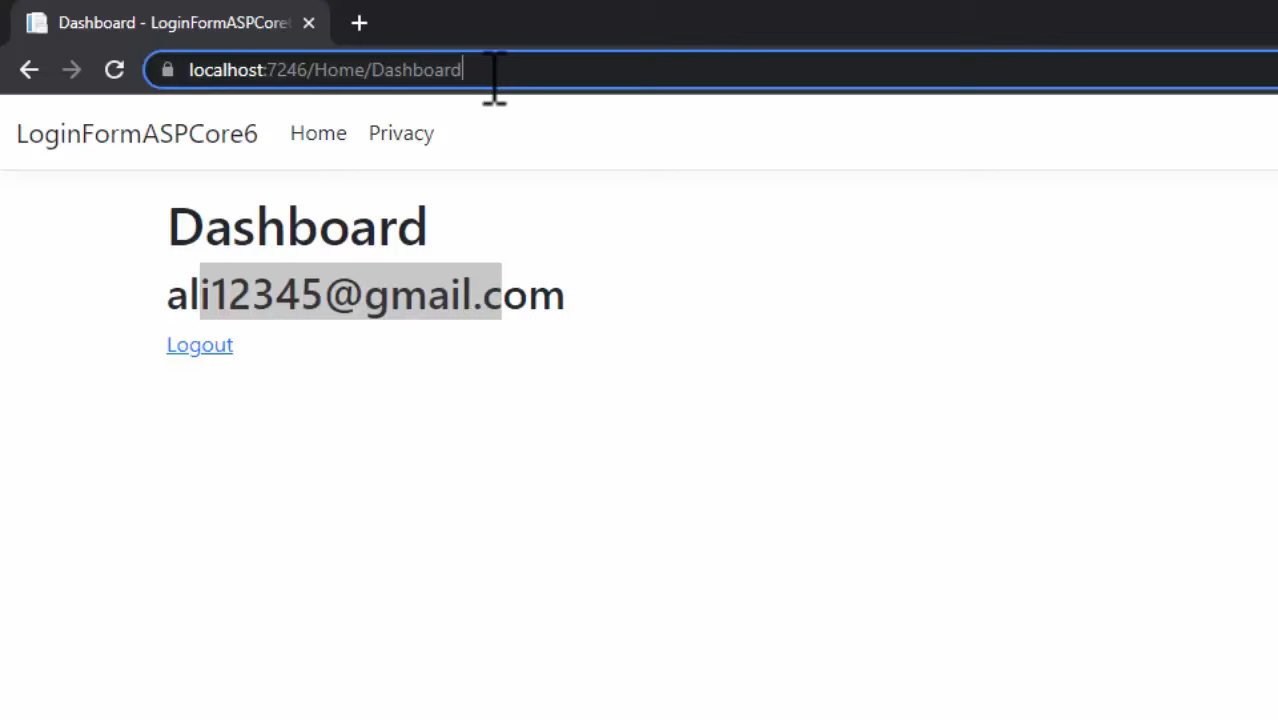 Dashboard - LoginFormASPCore
localhost:7246/Home/Dashboard
LoginFormASPCore6 Home Privacy
Dashboard
ali12345@gmail.com
Logout